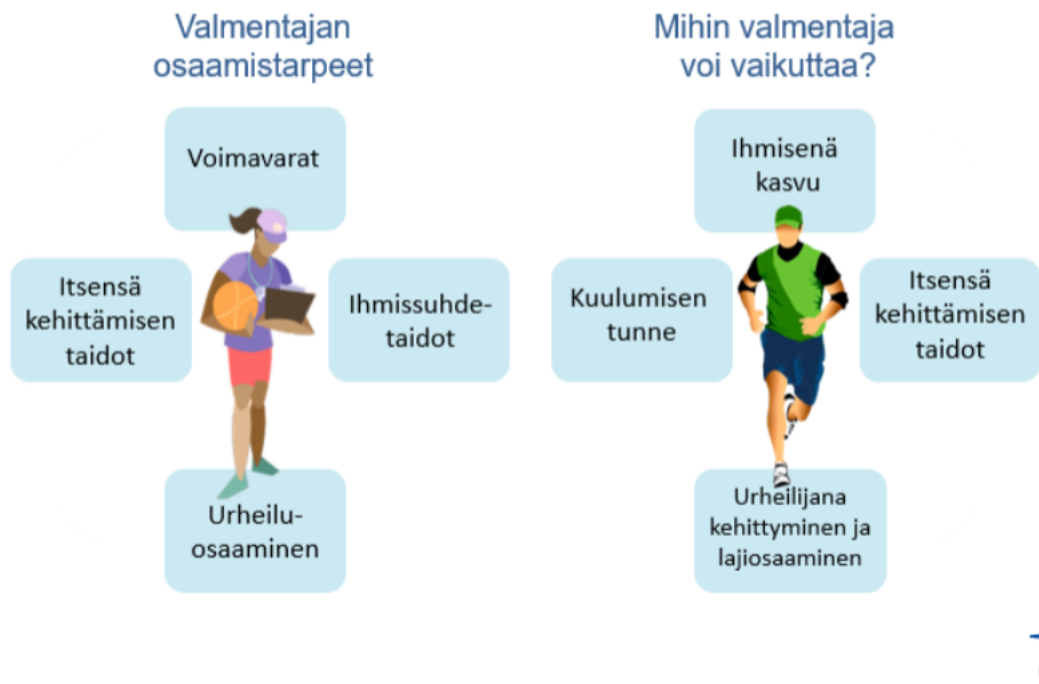 Valmentajan
osaamistarpeet
Voimavarat
Itsensä
kehittämisen
taidot
Ihmissuhde-
taidot
Urheilu-
osaaminen
Mihin valmentaja
voi vaikuttaa?
Ihmisenä
kasvu
Kuulumisen
tunne
Itsensä
kehittämisen
taidot
Urheilijana
kehittyminen ja
lajiosaaminen